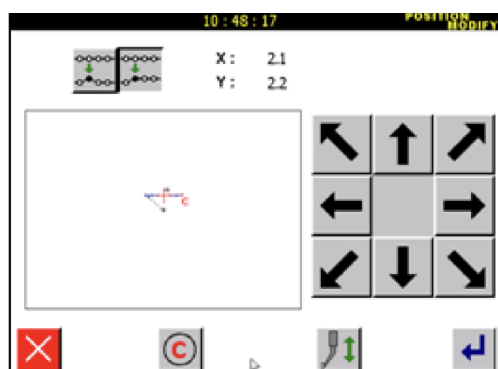 10 : 48 : 17
POSITION
MODIFY
X : 2.1
Y : 2.2
C
C